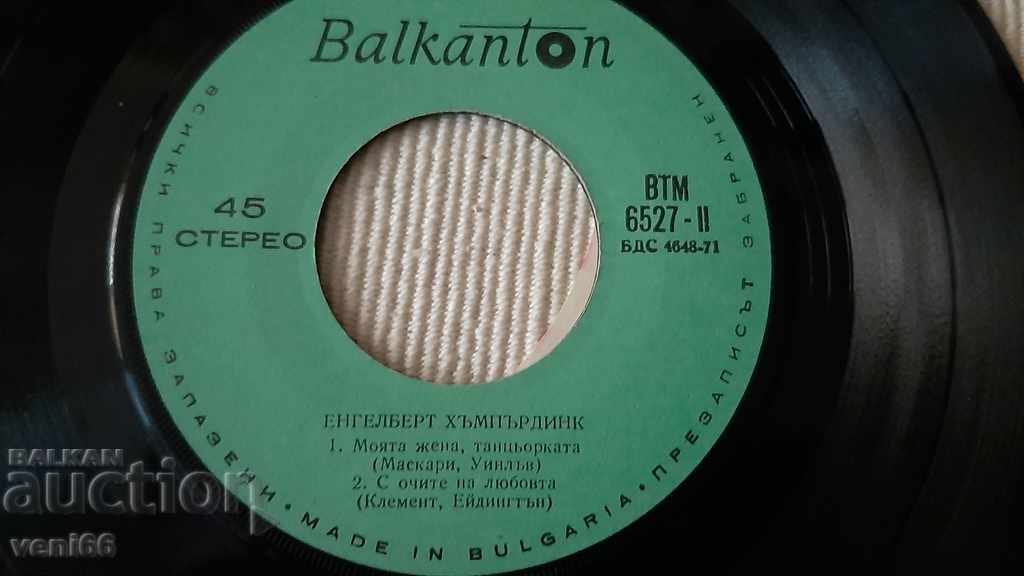 Balkanton
45
СТЕРЕО
ВТМ
6527 - II
БДС 4648-71
ЕНГЕЛБЕРТ ХЪМПЪРДИНК
1. Моята жена, танцьорката
(Маскари, Уинлъв)
2. С очите на любовта
(Клемент, Ейдингтън)
ВСИЧКИ ПРАВА ЗАПАЗЕНИ • MADE IN BULGARIA • ПРЕЗАПИСЪТ ЗАБРАНЕН
BALKAN
auction
veni66